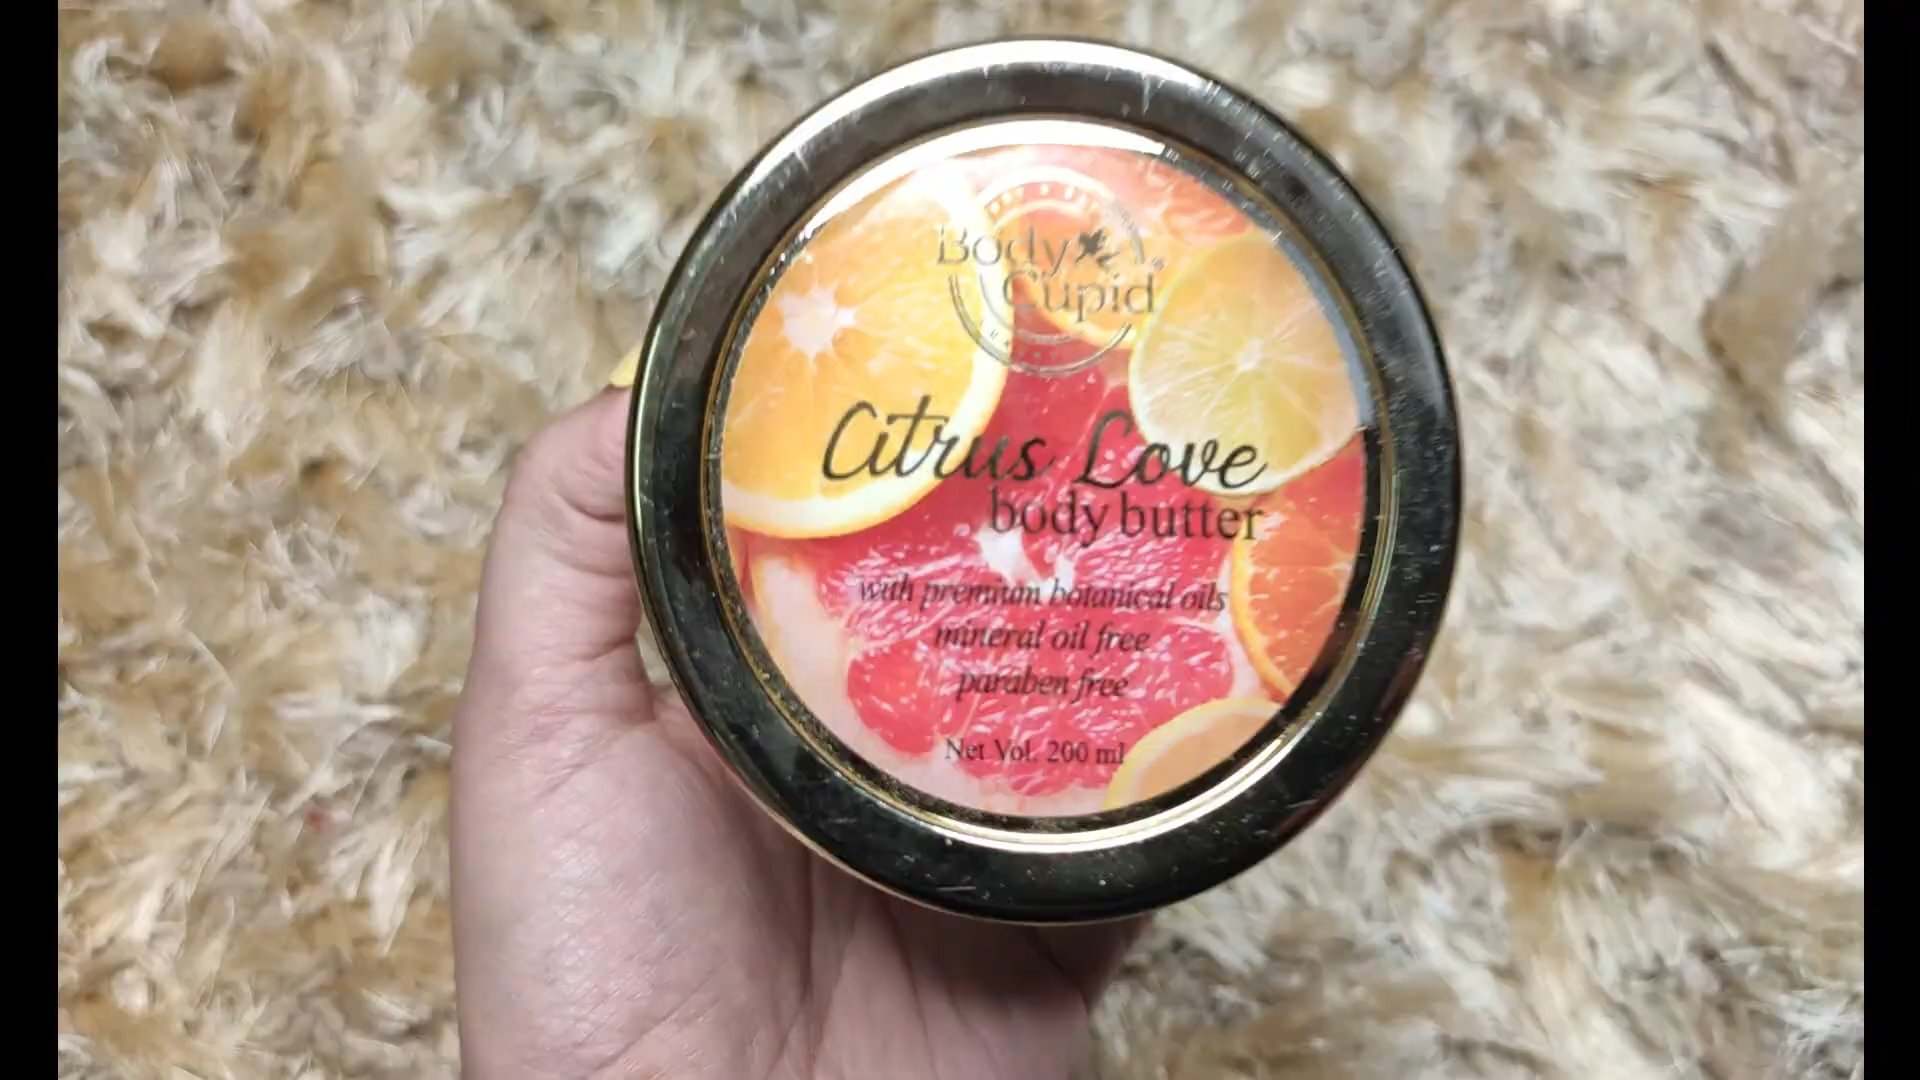 Body
Cupid
Citrus Love
body butter
with premium botanical oils
mineral oil free
paraben free
Net Vol. 200 ml